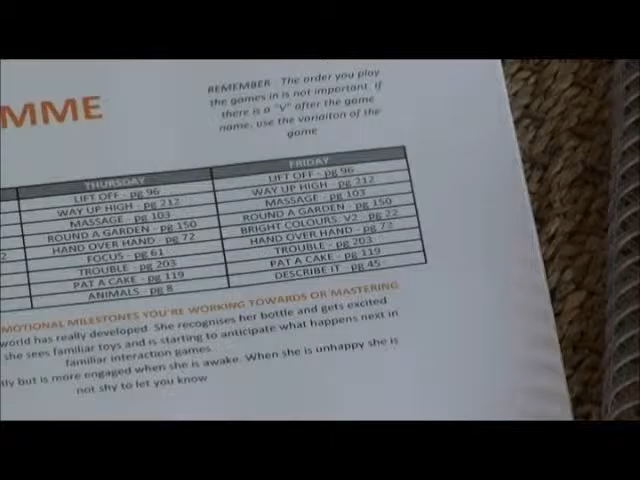 MME
REMEMBER - The order you play
the games in is not important. If
there is a "V" after the game
name, use the variaiton of the
game
THURSDAY
LIFT OFF - pg 96
WAY UP HIGH - pg 212
MASSAGE - pg 103
ROUND A GARDEN - pg 150
HAND OVER HAND - pg 72
FOCUS - pg 61
TROUBLE - pg 203
PAT A CAKE - pg 119
ANIMALS - pg 8
FRIDAY
LIFT OFF - pg 96
WAY UP HIGH - pg 212
MASSAGE - pg 103
ROUND A GARDEN - pg 150
BRIGHT COLOURS, V2 - pg 22
HAND OVER HAND - pg 72
TROUBLE - pg 203
PAT A CAKE - pg 119
DESCRIBE IT - pg 45
2
MOTIONAL MILESTONES YOU'RE WORKING TOWARDS OR MASTERING
world has really developed. She recognises her bottle and gets excited
she sees familiar toys and is starting to anticipate what happens next in
familiar interaction games.
lly but is more engaged when she is awake. When she is unhappy she is
not shy to let you know